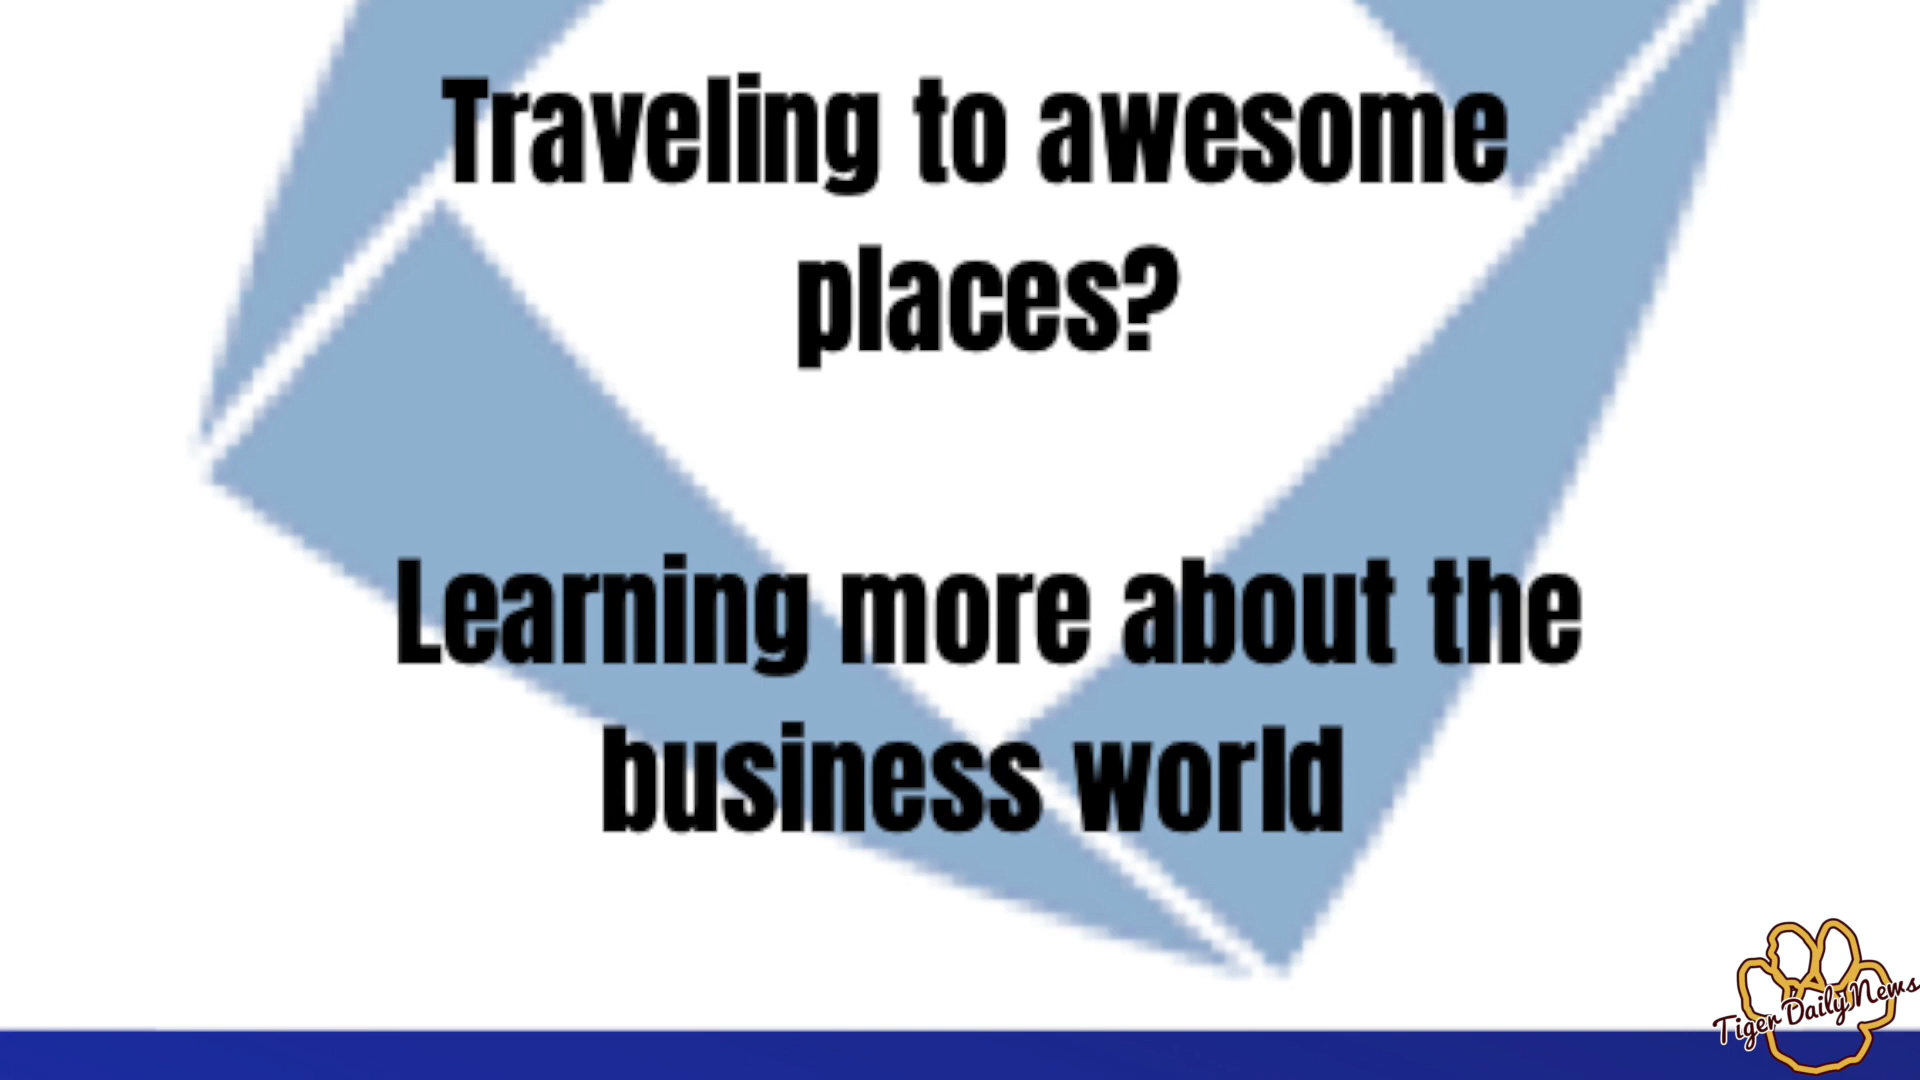 Traveling to awesome
places?
Learning more about the
business world
Tiger Daily News